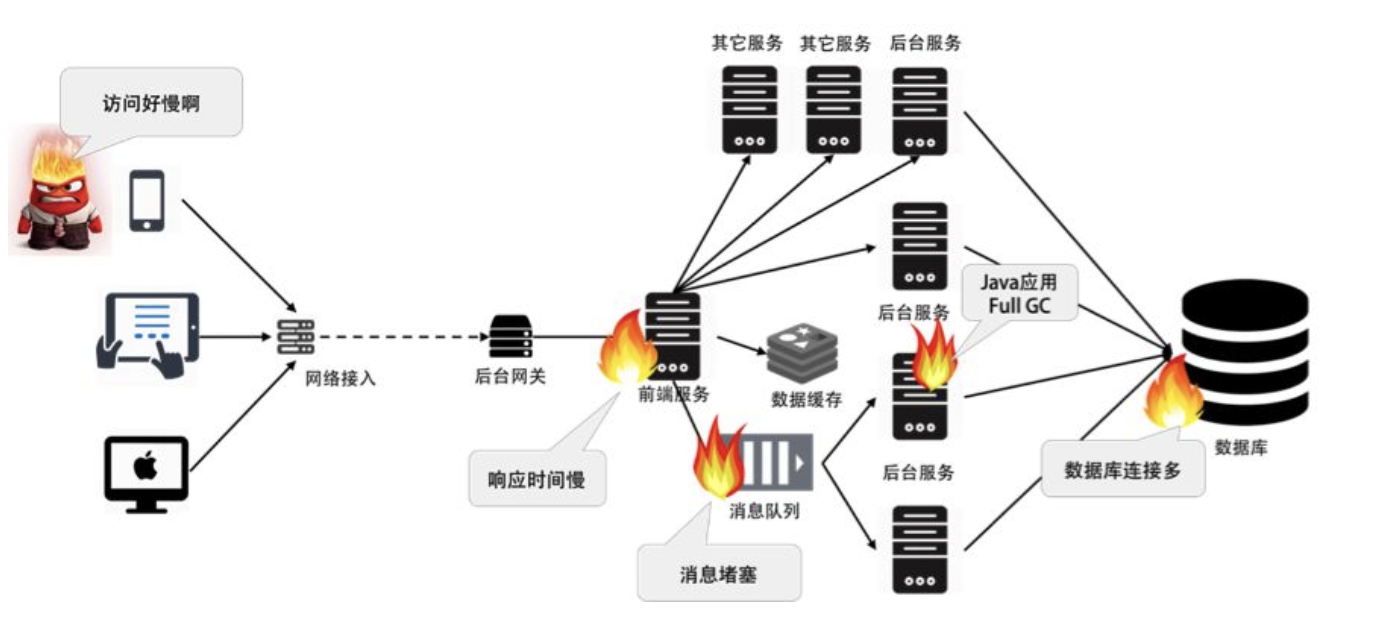 其它服务
其它服务
后台服务
访问好慢啊
Java应用
Full GC
后台服务
网络接入
后台网关
前端服务
数据缓存
数据库
响应时间慢
后台服务
数据库连接多
消息队列
消息堵塞